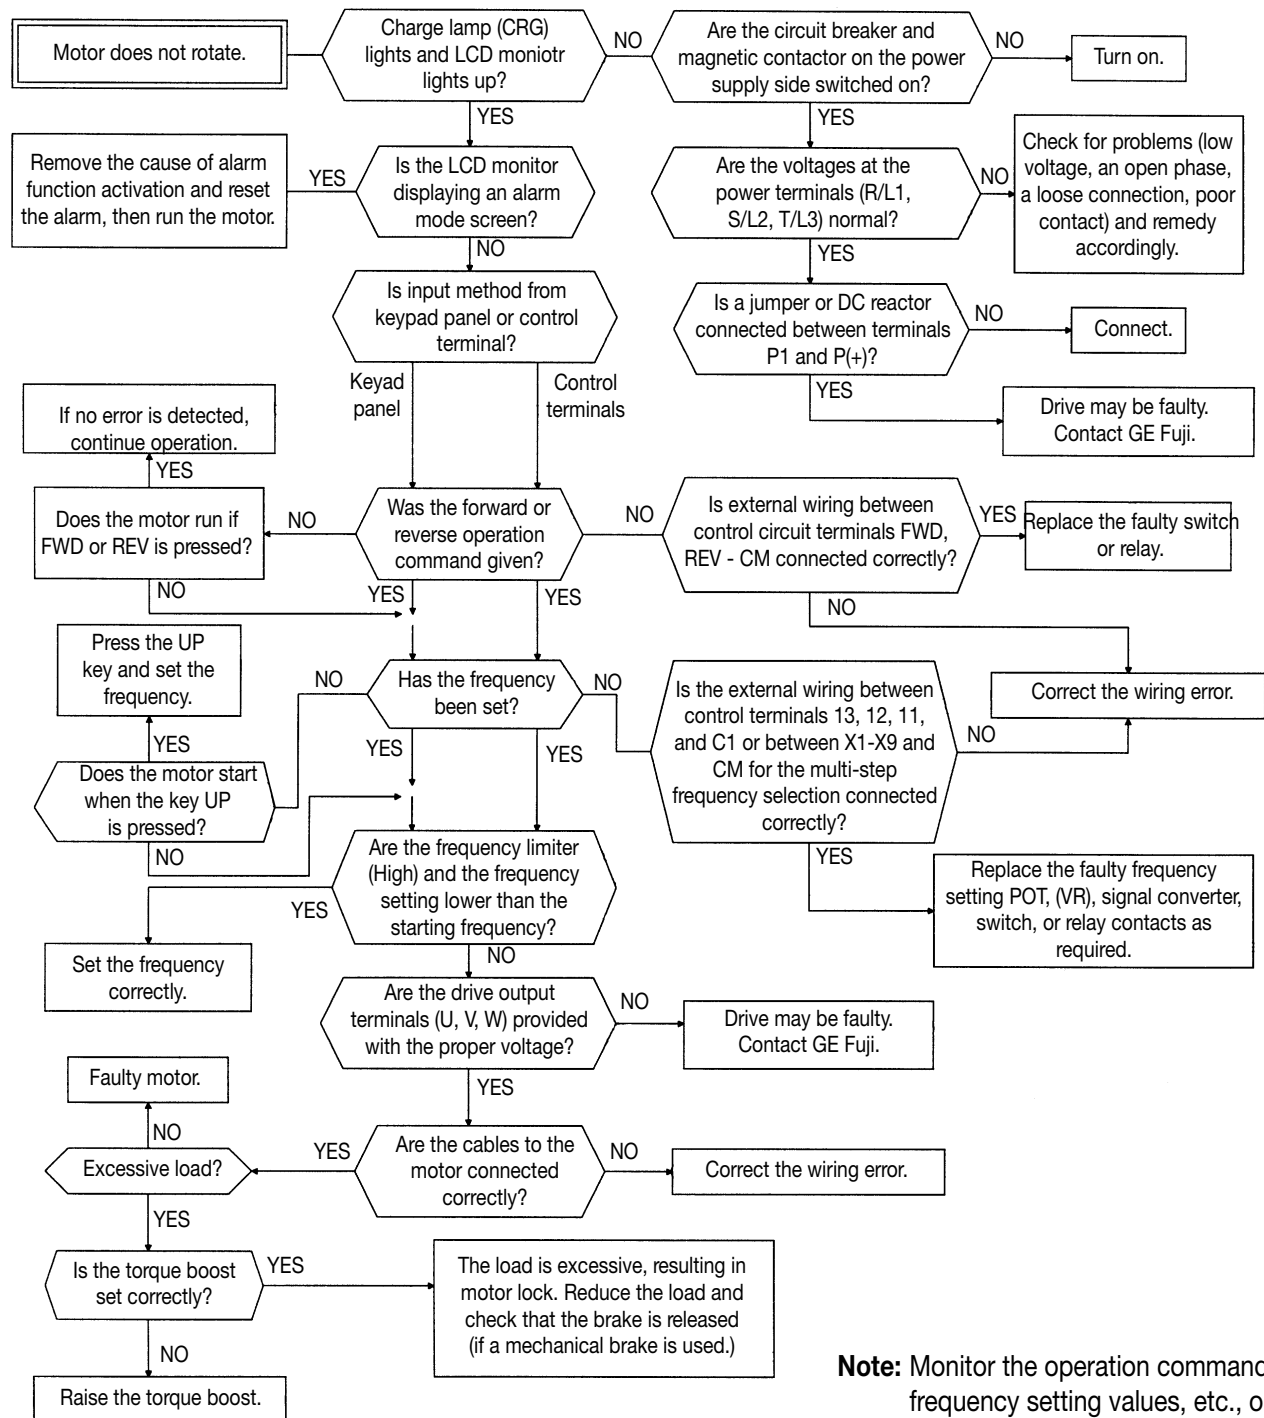 Motor does not rotate.
Charge lamp (CRG)
lights and LCD moniotr
lights up?
NO
Are the circuit breaker and
magnetic contactor on the power
supply side switched on?
NO
Turn on.
YES
YES
Remove the cause of alarm
function activation and reset
the alarm, then run the motor.
YES
Is the LCD monitor
displaying an alarm
mode screen?
Are the voltages at the
power terminals (R/L1,
S/L2, T/L3) normal?
NO
Check for problems (low
voltage, an open phase,
a loose connection, poor
contact) and remedy
accordingly.
NO
YES
Is input method from
keypad panel or control
terminal?
Is a jumper or DC reactor
connected between terminals
P1 and P(+)?
NO
Connect.
Keyad
panel
Control
terminals
YES
Drive may be faulty.
Contact GE Fuji.
If no error is detected,
continue operation.
YES
Does the motor run if
FWD or REV is pressed?
NO
Was the forward or
reverse operation
command given?
NO
Is external wiring between
control circuit terminals FWD,
REV - CM connected correctly?
YES
Replace the faulty switch
or relay.
NO
YES
YES
NO
Press the UP
key and set the
frequency.
NO
Has the frequency
been set?
NO
Is the external wiring between
control terminals 13, 12, 11,
and C1 or between X1-X9 and
CM for the multi-step
frequency selection connected
correctly?
NO
Correct the wiring error.
YES
YES
YES
Does the motor start
when the key UP
is pressed?
NO
Are the frequency limiter
(High) and the frequency
setting lower than the
starting frequency?
YES
YES
Replace the faulty frequency
setting POT, (VR), signal converter,
switch, or relay contacts as
required.
Set the frequency
correctly.
NO
Are the drive output
terminals (U, V, W) provided
with the proper voltage?
NO
Drive may be faulty.
Contact GE Fuji.
YES
Faulty motor.
NO
Excessive load?
YES
Are the cables to the
motor connected
correctly?
NO
Correct the wiring error.
YES
Is the torque boost
set correctly?
YES
The load is excessive, resulting in
motor lock. Reduce the load and
check that the brake is released
(if a mechanical brake is used.)
NO
Raise the torque boost.
Note: Monitor the operation command
frequency setting values, etc., o